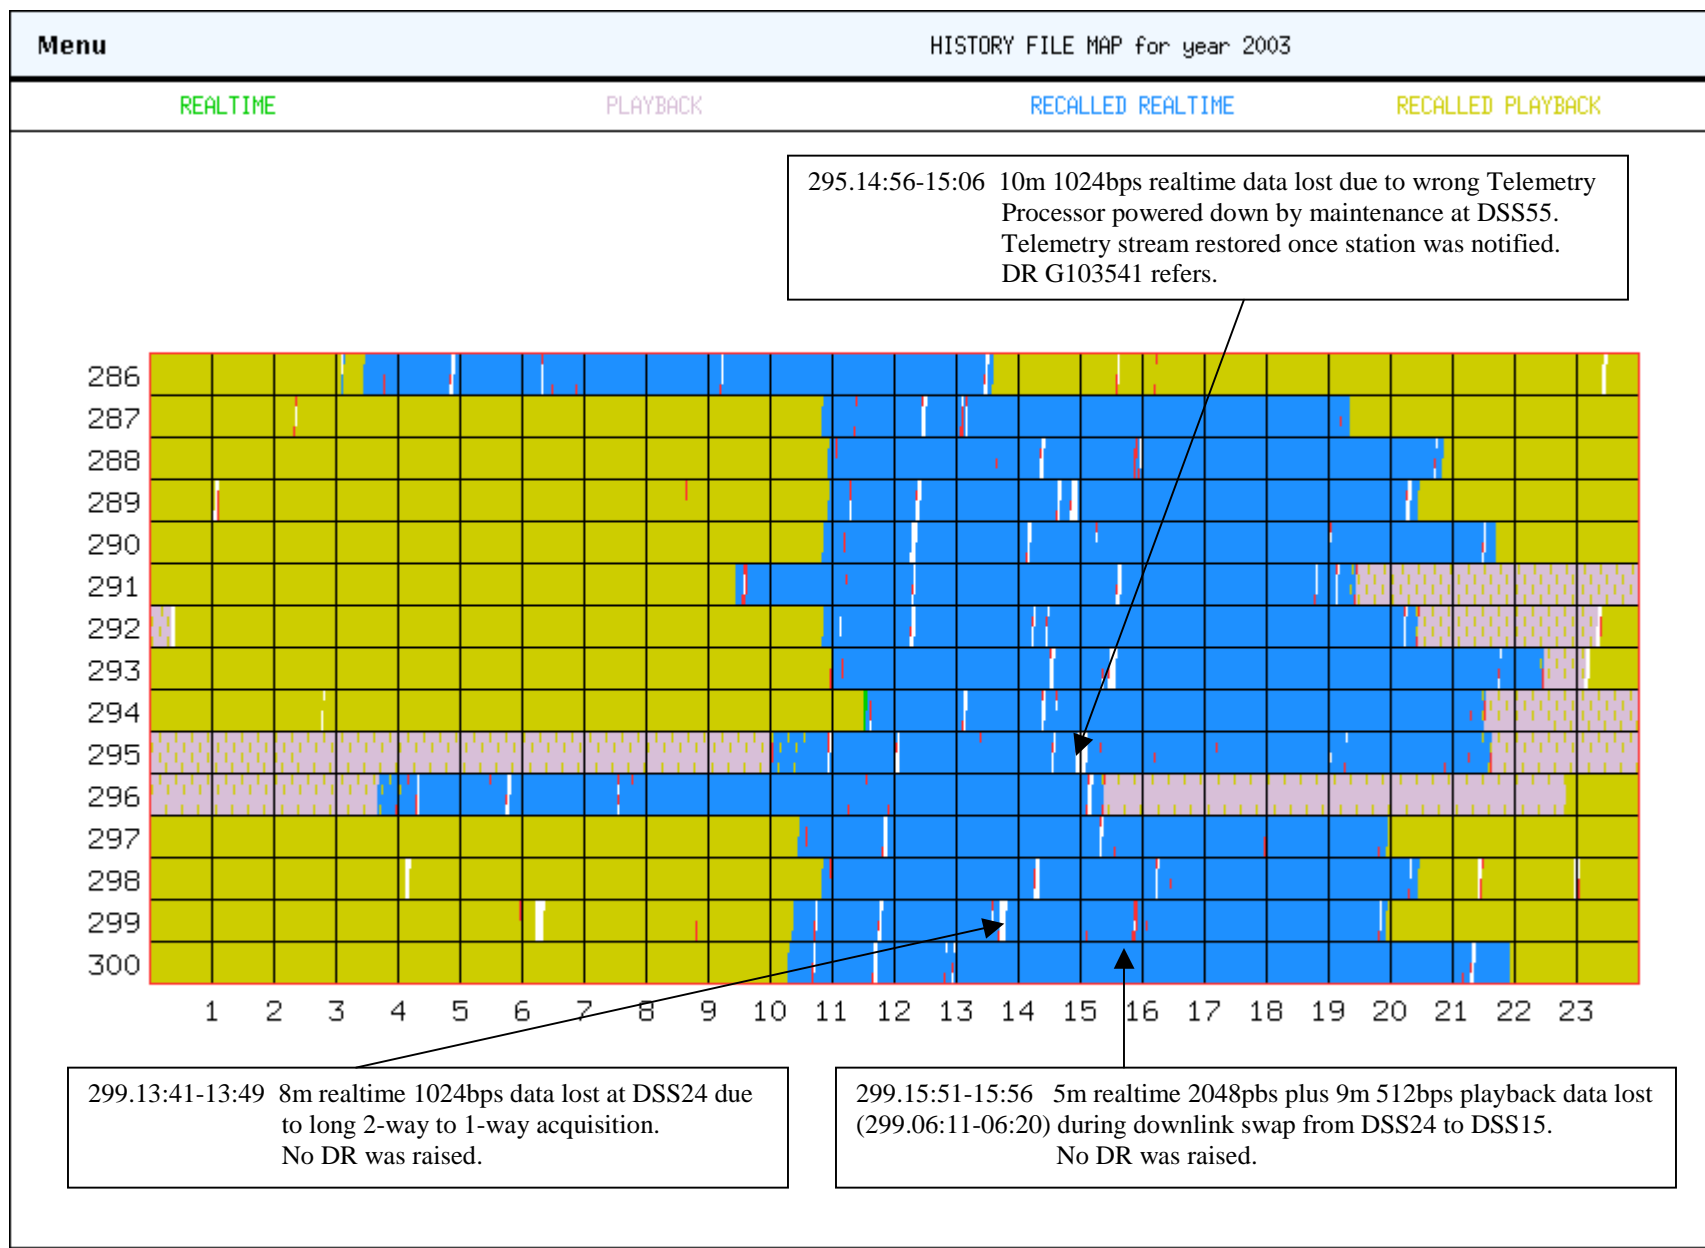 Menu HISTORY FILE MAP for year 2003
REALTIME PLAYBACK RECALLED REALTIME RECALLED PLAYBACK
295.14:56-15:06 10m 1024bps realtime data lost due to wrong Telemetry
Processor powered down by maintenance at DSS55.
Telemetry stream restored once station was notified.
DR G103541 refers.
286
287
288
289
290
291
292
293
294
295
296
297
298
299
300
1 2 3 4 5 6 7 8 9 10 11 12 13 14 15 16 17 18 19 20 21 22 23
299.13:41-13:49 8m realtime 1024bps data lost at DSS24 due
to long 2-way to 1-way acquisition.
No DR was raised.
299.15:51-15:56 5m realtime 2048pbs plus 9m 512bps playback data lost
(299.06:11-06:20) during downlink swap from DSS24 to DSS15.
No DR was raised.